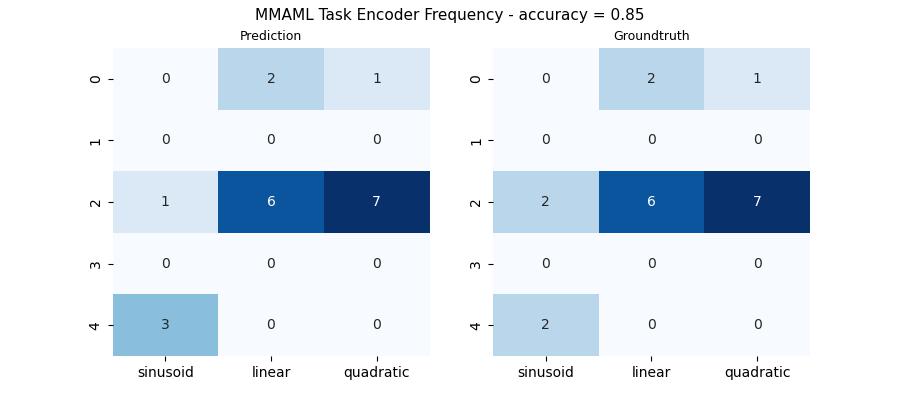 MMAML Task Encoder Frequency - accuracy = 0.85
Prediction
Groundtruth
0 0 2 1
1 0 0 0
2 1 6 7
3 0 0 0
4 3 0 0
sinusoid linear quadratic
0 0 2 1
1 0 0 0
2 2 6 7
3 0 0 0
4 2 0 0
sinusoid linear quadratic